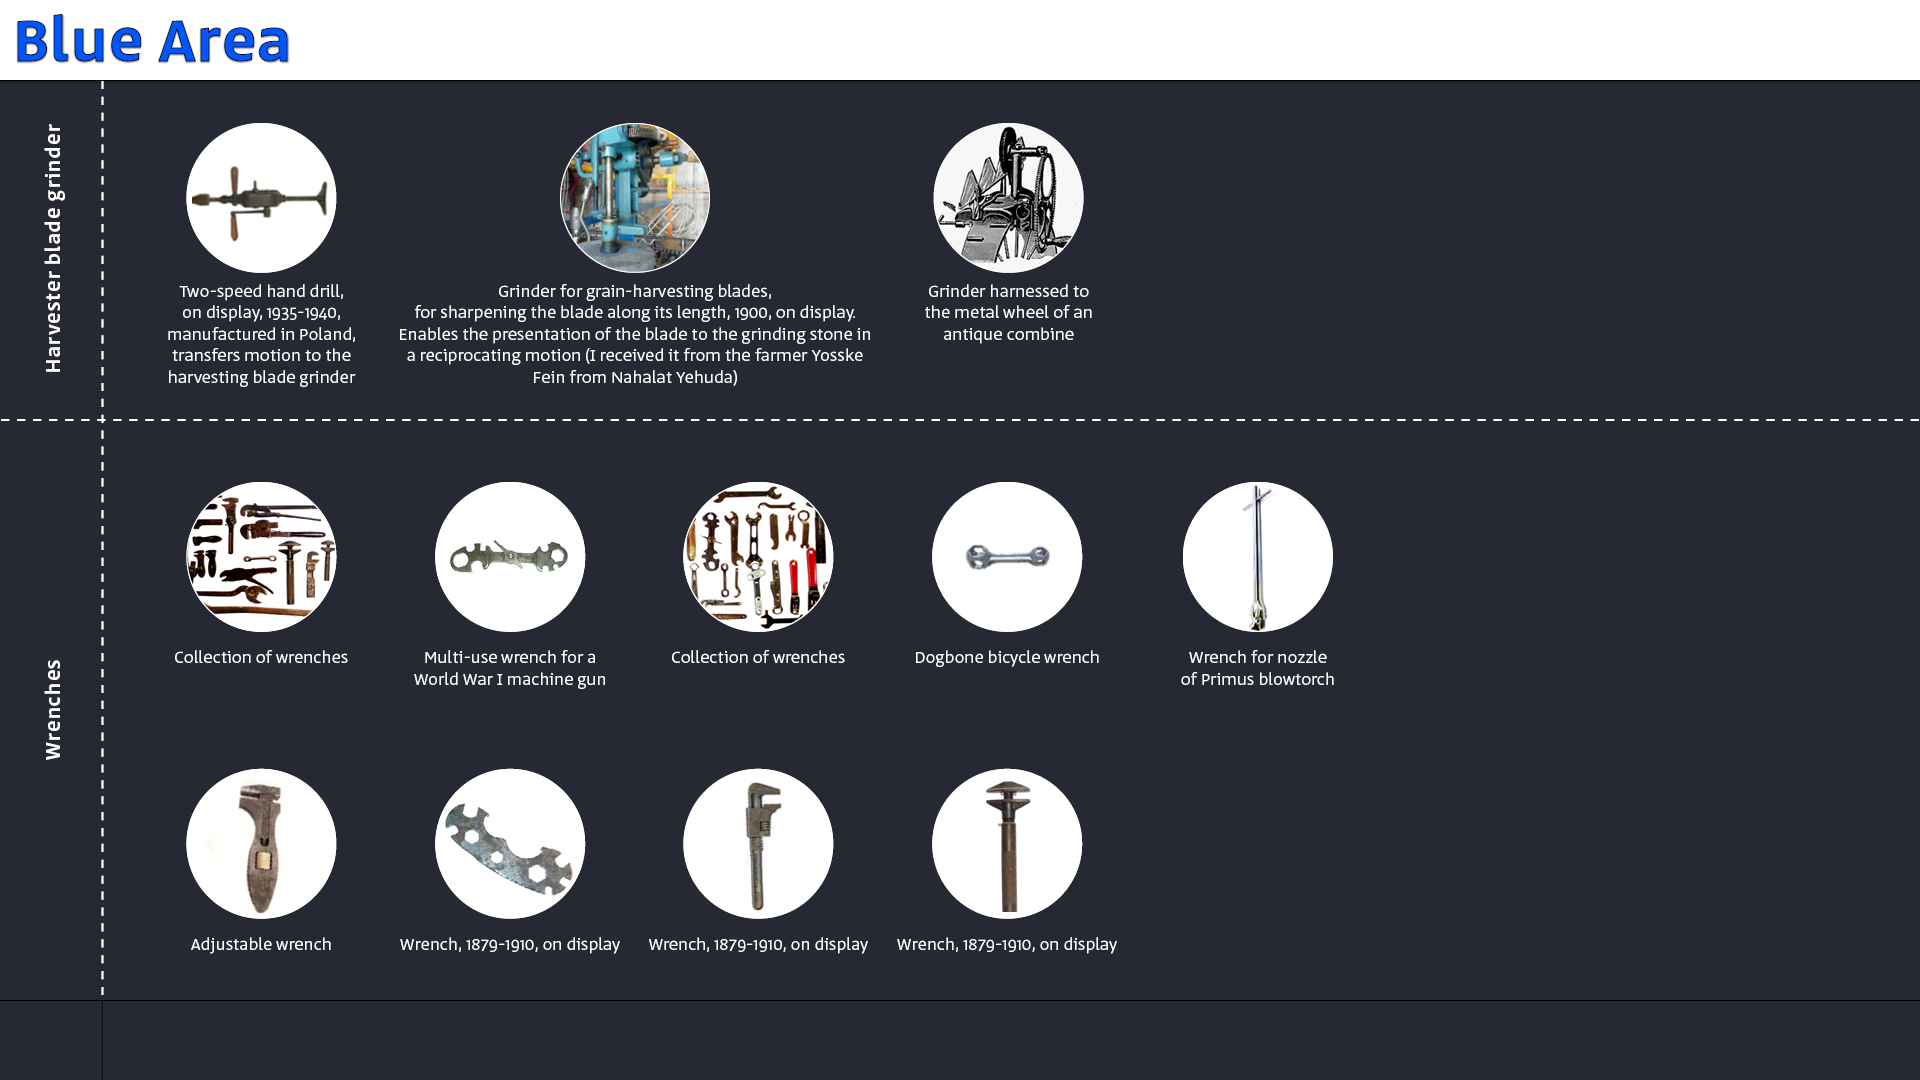 Blue Area
Harvester blade grinder
Two-speed hand drill,
on display, 1935-1940,
manufactured in Poland,
transfers motion to the
harvesting blade grinder
Grinder for grain-harvesting blades,
for sharpening the blade along its length, 1900, on display.
Enables the presentation of the blade to the grinding stone in
a reciprocating motion (I received it from the farmer Yosske
Fein from Nahalat Yehuda)
Grinder harnessed to
the metal wheel of an
antique combine
Wrenches
Collection of wrenches
Multi-use wrench for a
World War I machine gun
Collection of wrenches
Dogbone bicycle wrench
Wrench for nozzle
of Primus blowtorch
Adjustable wrench
Wrench, 1879-1910, on display
Wrench, 1879-1910, on display
Wrench, 1879-1910, on display